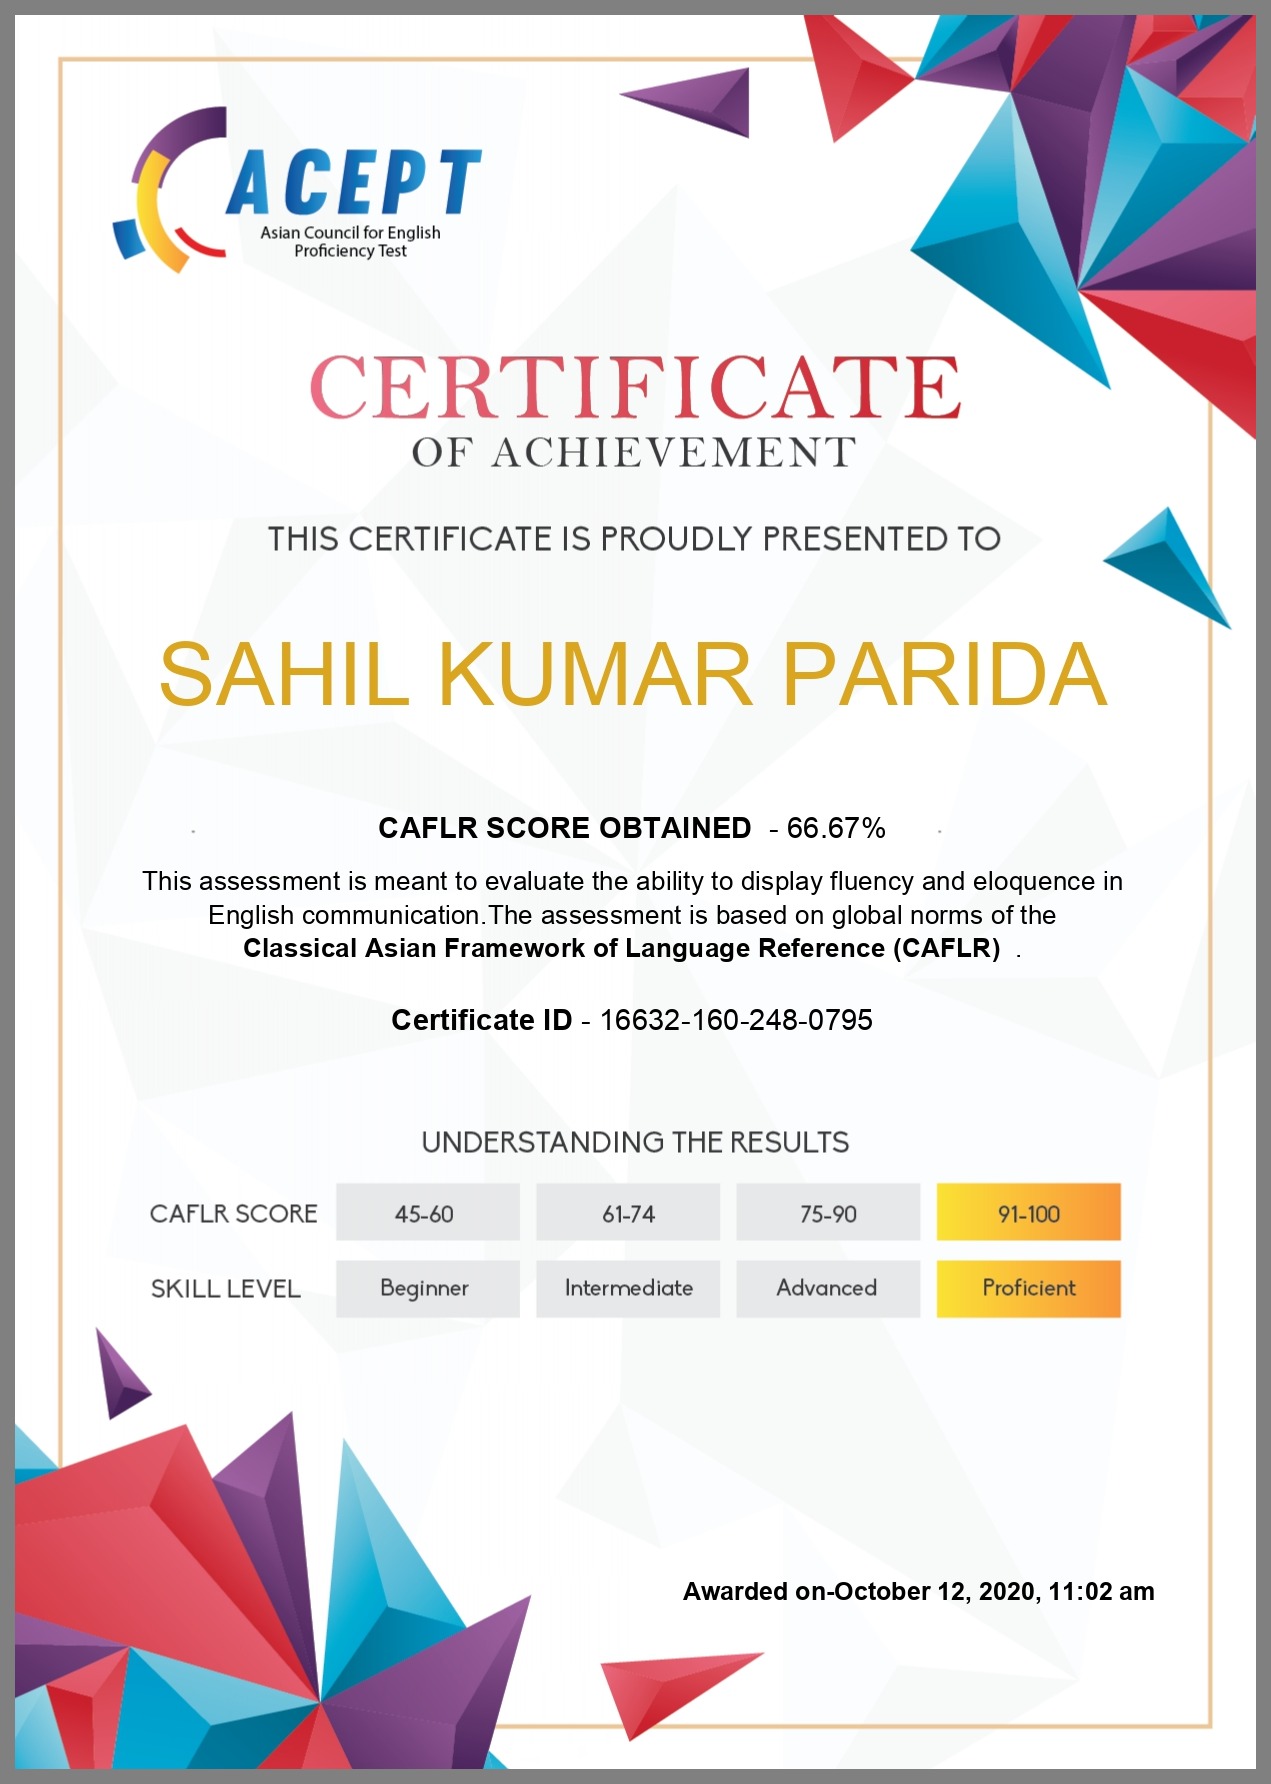 ACEPT
Asian Council for English
Proficiency Test
CERTIFICATE
OF ACHIEVEMENT
THIS CERTIFICATE IS PROUDLY PRESENTED TO
SAHIL KUMAR PARIDA
CAFLR SCORE OBTAINED - 66.67%
This assessment is meant to evaluate the ability to display fluency and eloquence in
English communication.The assessment is based on global norms of the
Classical Asian Framework of Language Reference (CAFLR) .
Certificate ID - 16632-160-248-0795
UNDERSTANDING THE RESULTS
CAFLR SCORE 45-60 61-74 75-90 91-100
SKILL LEVEL Beginner Intermediate Advanced Proficient
Awarded on-October 12, 2020, 11:02 am